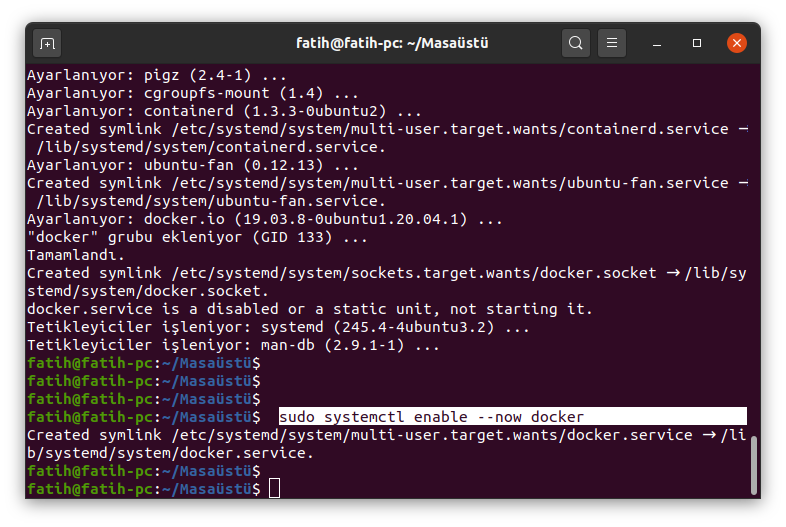 fatih@fatih-pc: ~/Masaüstü
Ayarlanıyor: pigz (2.4-1) ...
Ayarlanıyor: cgroupfs-mount (1.4) ...
Ayarlanıyor: containerd (1.3.3-0ubuntu2) ...
Created symlink /etc/systemd/system/multi-user.target.wants/containerd.service →
/lib/systemd/system/containerd.service.
Ayarlanıyor: ubuntu-fan (0.12.13) ...
Created symlink /etc/systemd/system/multi-user.target.wants/ubuntu-fan.service →
/lib/systemd/system/ubuntu-fan.service.
Ayarlanıyor: docker.io (19.03.8-0ubuntu1.20.04.1) ...
"docker" grubu ekleniyor (GID 133) ...
Tamamlandı.
Created symlink /etc/systemd/system/sockets.target.wants/docker.socket → /lib/sy
stemd/system/docker.socket.
docker.service is a disabled or a static unit, not starting it.
Tetikleyiciler işleniyor: systemd (245.4-4ubuntu3.2) ...
Tetikleyiciler işleniyor: man-db (2.9.1-1) ...
fatih@fatih-pc:~/Masaüstü$
fatih@fatih-pc:~/Masaüstü$
fatih@fatih-pc:~/Masaüstü$
fatih@fatih-pc:~/Masaüstü$  sudo systemctl enable --now docker
Created symlink /etc/systemd/system/multi-user.target.wants/docker.service → /li
b/systemd/system/docker.service.
fatih@fatih-pc:~/Masaüstü$
fatih@fatih-pc:~/Masaüstü$